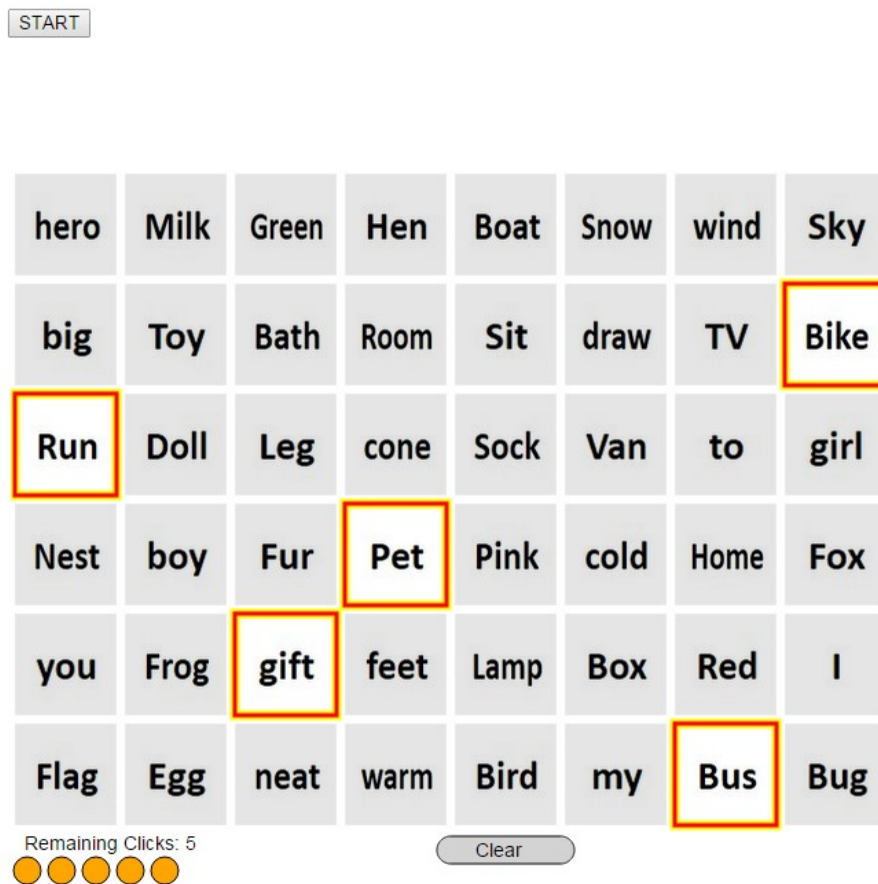 START
hero Milk Green Hen Boat Snow wind Sky
big Toy Bath Room Sit draw TV Bike
Run Doll Leg cone Sock Van to girl
Nest boy Fur Pet Pink cold Home Fox
you Frog gift feet Lamp Box Red I
Flag Egg neat warm Bird my Bus Bug
Remaining Clicks: 5
Clear